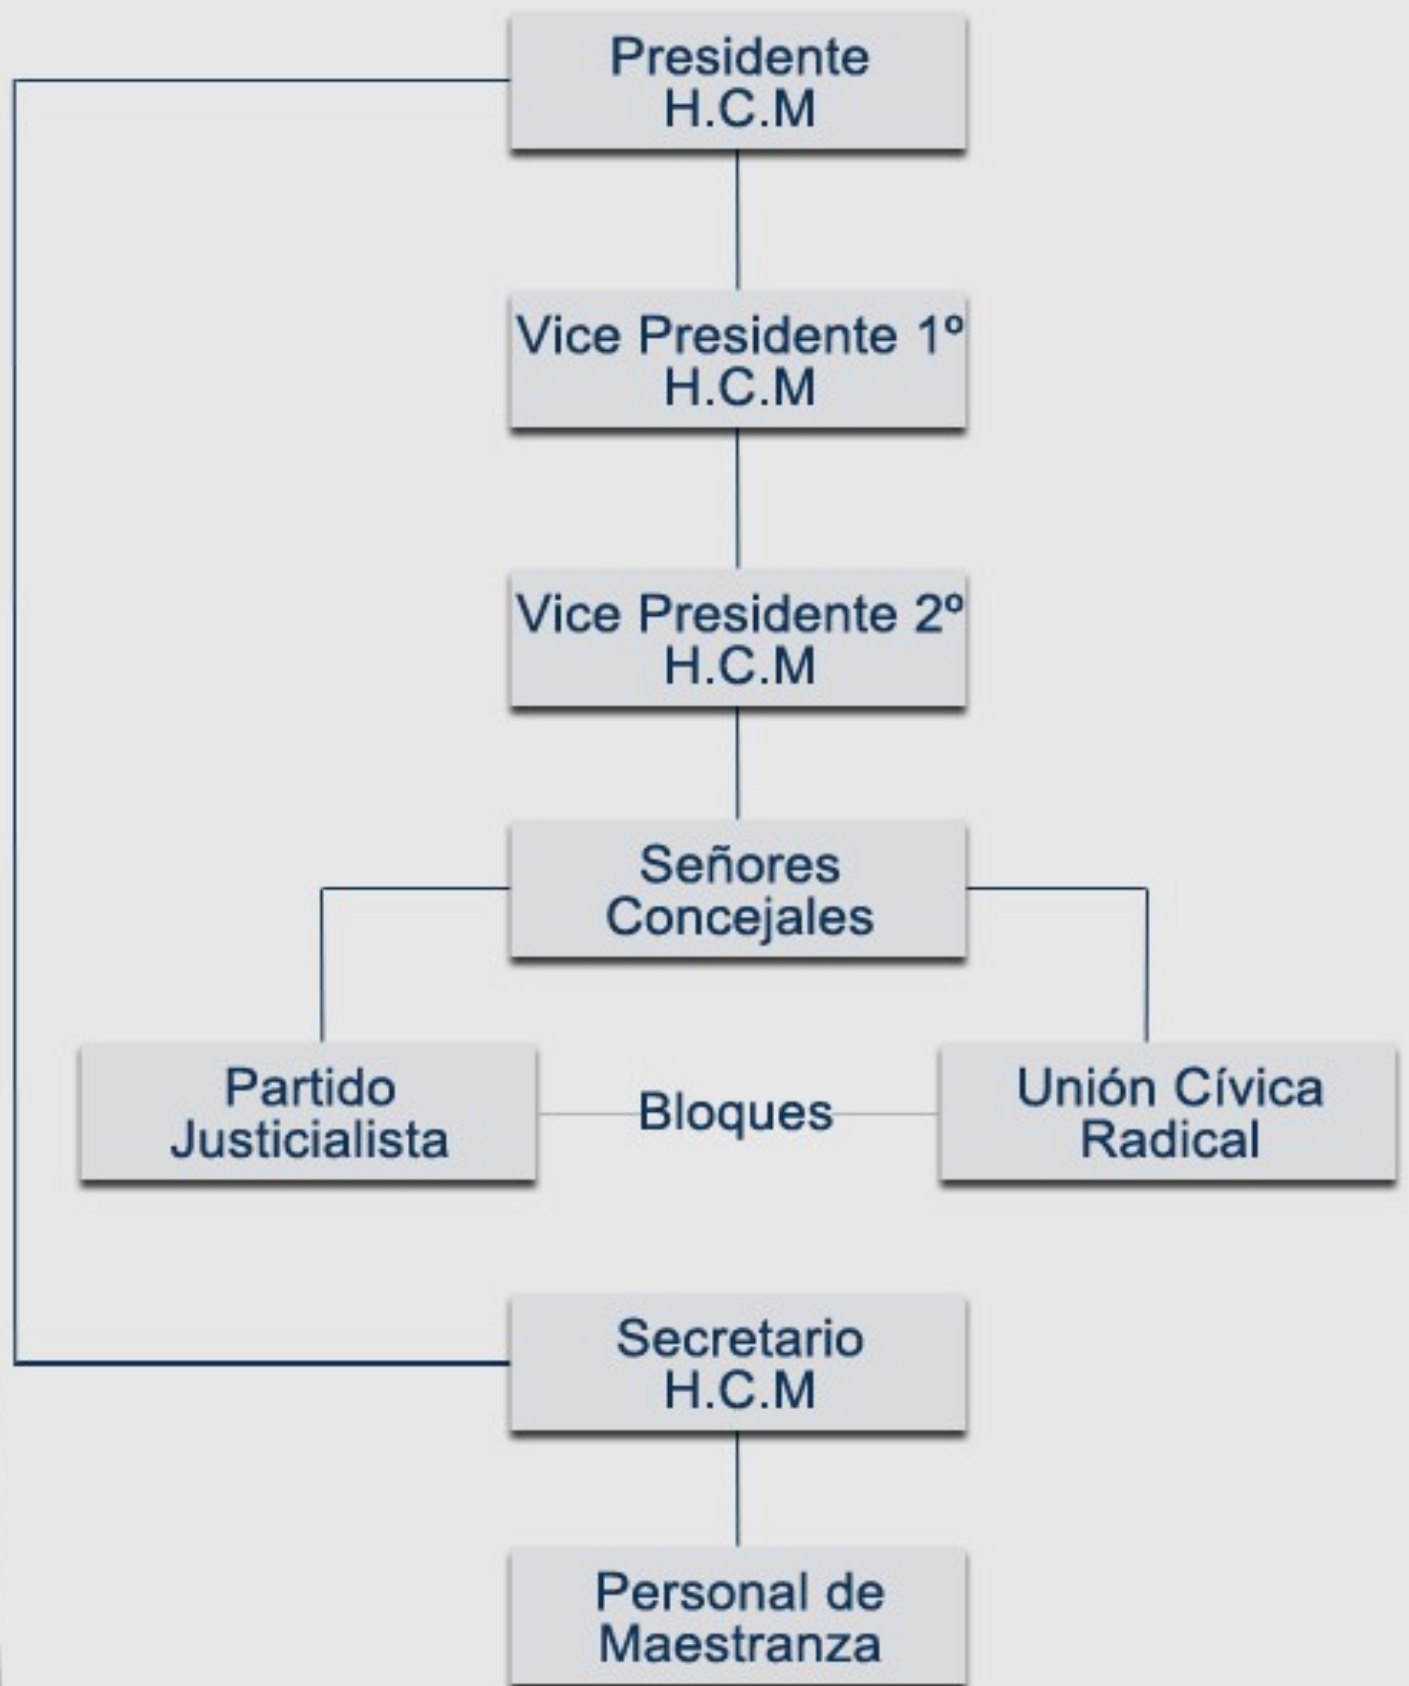 Presidente
H.C.M
Vice Presidente 1º
H.C.M
Vice Presidente 2º
H.C.M
Señores
Concejales
Partido
Justicialista
Bloques
Unión Cívica
Radical
Secretario
H.C.M
Personal de
Maestranza